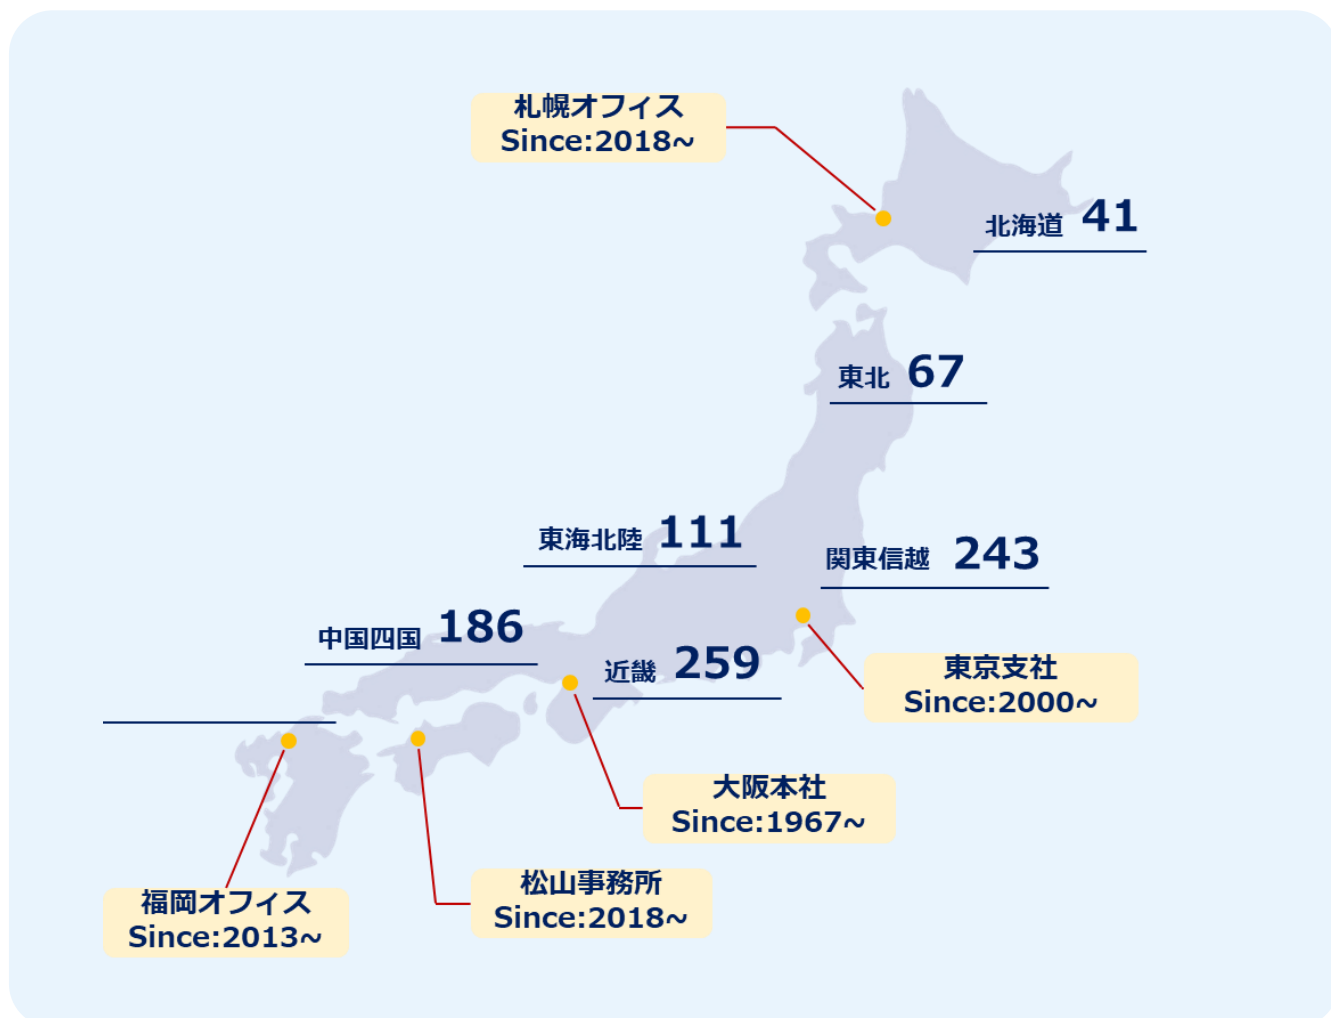 札幌オフィス
Since:2018~
北海道 41
東北 67
東海北陸 111
関東信越 243
中国四国 186
近畿 259
東京支社
Since:2000~
大阪本社
Since:1967~
松山事務所
Since:2018~
福岡オフィス
Since:2013~